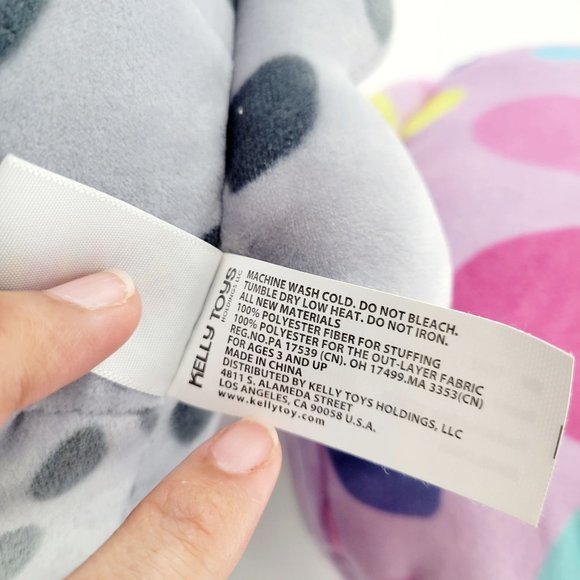 KELLY TOYS
HOLDINGS, LLC
MACHINE WASH COLD. DO NOT BLEACH.
TUMBLE DRY LOW HEAT. DO NOT IRON.
ALL NEW MATERIALS
100% POLYESTER FIBER FOR STUFFING
100% POLYESTER FOR THE OUT-LAYER FABRIC
REG.NO.PA 17539 (CN). OH 17499.MA 3353(CN)
FOR AGES 3 AND UP
MADE IN CHINA
DISTRIBUTED BY KELLY TOYS HOLDINGS, LLC
4811 S. ALAMEDA STREET
LOS ANGELES, CA 90058 U.S.A.
www.kellytoy.com